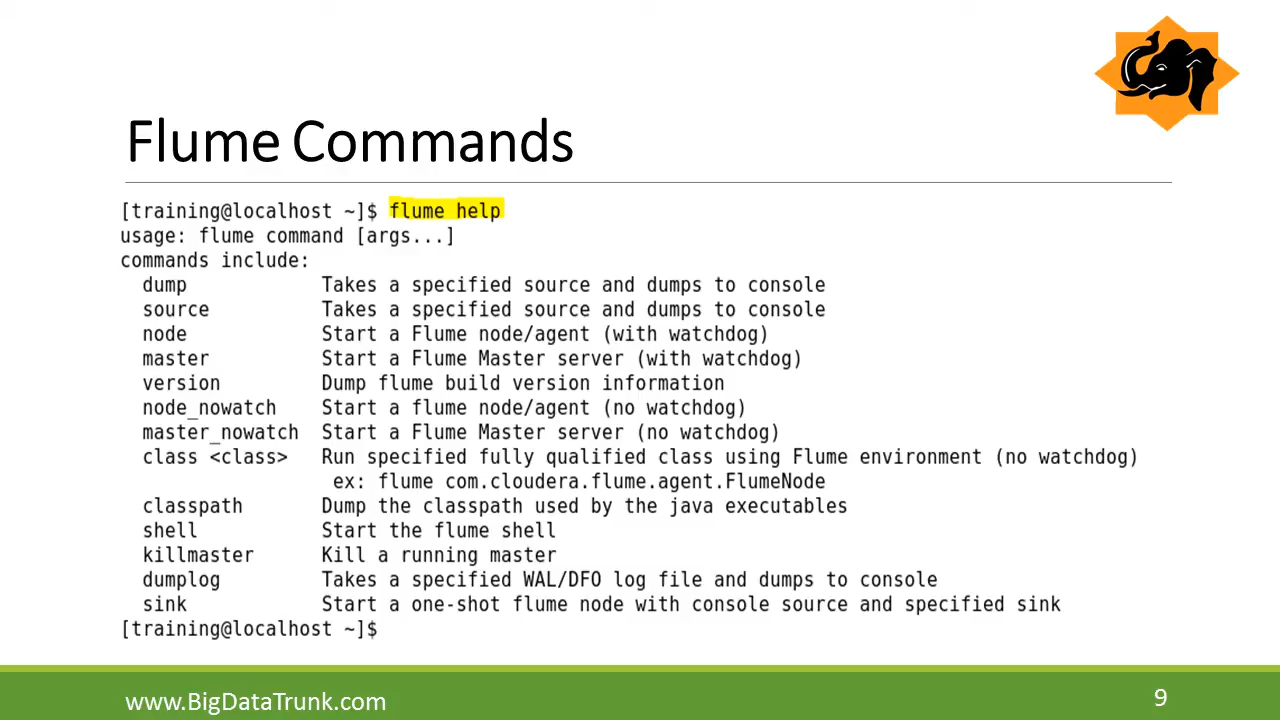 Flume Commands
[training@localhost ~]$ flume help
usage: flume command [args...]
commands include:
dump Takes a specified source and dumps to console
source Takes a specified source and dumps to console
node Start a Flume node/agent (with watchdog)
master Start a Flume Master server (with watchdog)
version Dump flume build version information
node_nowatch Start a flume node/agent (no watchdog)
master_nowatch Start a Flume Master server (no watchdog)
class <class> Run specified fully qualified class using Flume environment (no watchdog)
ex: flume com.cloudera.flume.agent.FlumeNode
classpath Dump the classpath used by the java executables
shell Start the flume shell
killmaster Kill a running master
dumplog Takes a specified WAL/DFO log file and dumps to console
sink Start a one-shot flume node with console source and specified sink
[training@localhost ~]$
www.BigDataTrunk.com
9